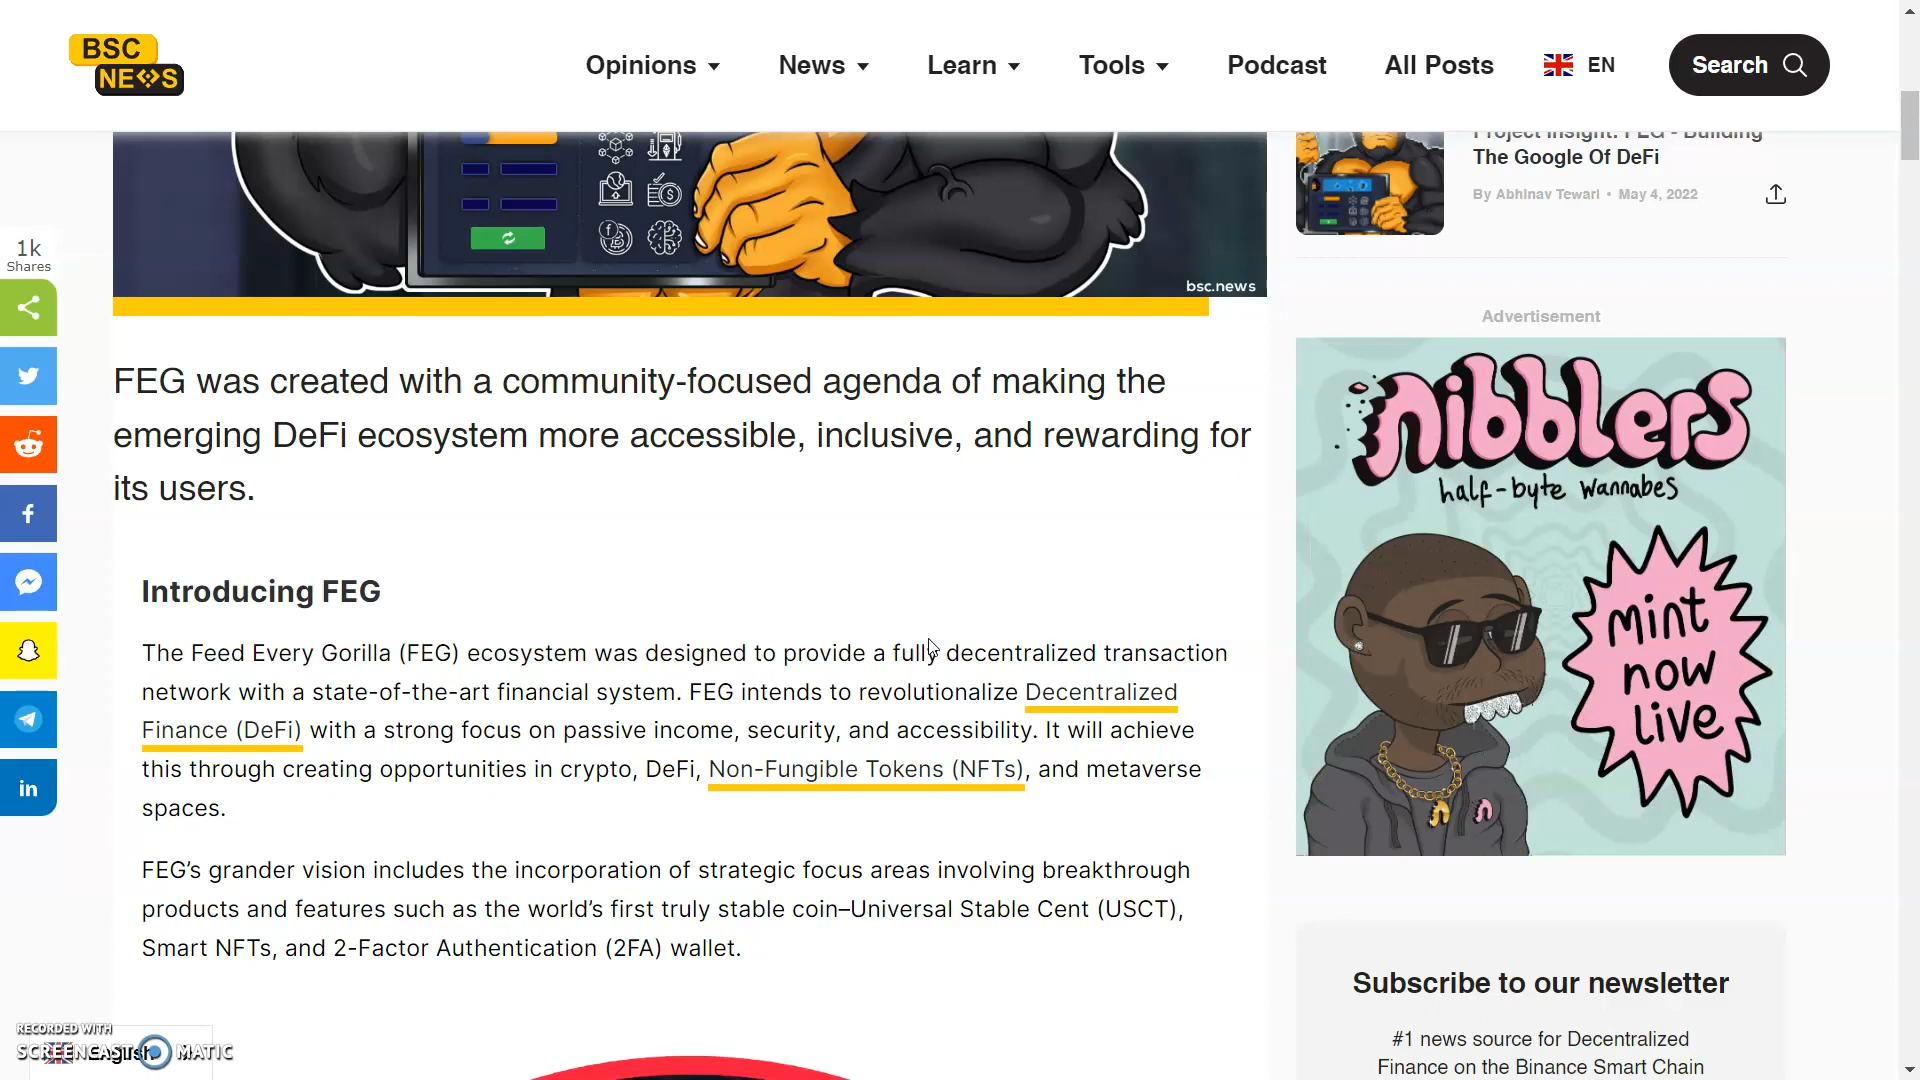 BSC
NEWS
Opinions
News
Learn
Tools
Podcast
All Posts
EN
Search
Project Insight: FEG - Building
The Google Of DeFi
By Abhinav Tewari • May 4, 2022
bsc.news
1k
Shares
Advertisement
FEG was created with a community-focused agenda of making the
emerging DeFi ecosystem more accessible, inclusive, and rewarding for
its users.
nibblers
half-byte wannabes
mint
now
live
Introducing FEG
The Feed Every Gorilla (FEG) ecosystem was designed to provide a fully decentralized transaction
network with a state-of-the-art financial system. FEG intends to revolutionalize Decentralized
Finance (DeFi) with a strong focus on passive income, security, and accessibility. It will achieve
this through creating opportunities in crypto, DeFi, Non-Fungible Tokens (NFTs), and metaverse
spaces.
FEG’s grander vision includes the incorporation of strategic focus areas involving breakthrough
products and features such as the world’s first truly stable coin–Universal Stable Cent (USCT),
Smart NFTs, and 2-Factor Authentication (2FA) wallet.
Subscribe to our newsletter
#1 news source for Decentralized
Finance on the Binance Smart Chain
RECORDED WITH
SCREENCAST MATIC
English